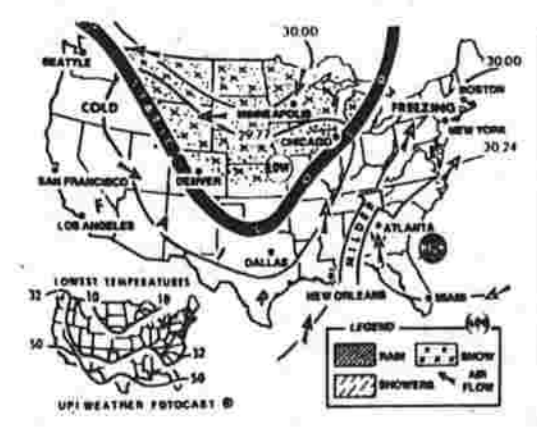 30.00
SEATTLE
30.00
BOSTON
COLD
MINNEAPOLIS
FREEZING
29.77
NEW YORK
CHICAGO
30.24
LOW
SAN FRANCISCO
DENVER
F
LOS ANGELES
MILDER
ATLANTA
DALLAS
LOWEST TEMPERATURES
NEW ORLEANS
MIAMI
32
10
10
LEGEND
50
RAIN
SNOW
32
SHOWERS
AIR
FLOW
50
UPI WEATHER FOTOCAST ®